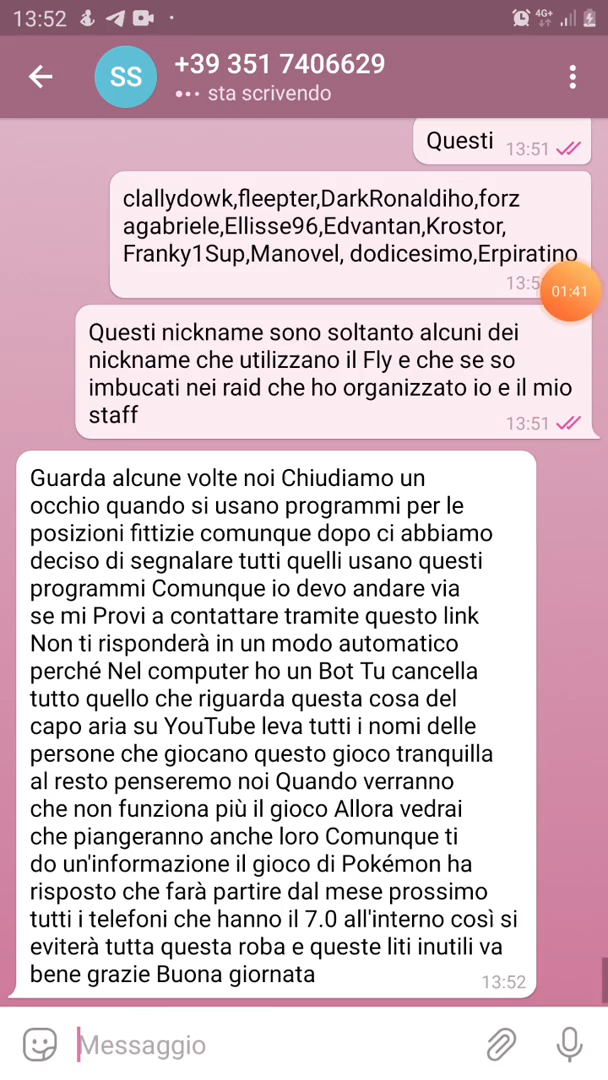 13:52
4G+
SS
+39 351 7406629
sta scrivendo
Questi
13:51
clallydowk,fleepter,DarkRonaldiho,forz
agabriele,Ellisse96,Edvantan,Krostor,
Franky1Sup,Manovel, dodicesimo,Erpiratino
13:5
01:41
Questi nickname sono soltanto alcuni dei
nickname che utilizzano il Fly e che se so
imbucati nei raid che ho organizzato io e il mio
staff
13:51
Guarda alcune volte noi Chiudiamo un
occhio quando si usano programmi per le
posizioni fittizie comunque dopo ci abbiamo
deciso di segnalare tutti quelli usano questi
programmi Comunque io devo andare via
se mi Provi a contattare tramite questo link
Non ti risponderà in un modo automatico
perché Nel computer ho un Bot Tu cancella
tutto quello che riguarda questa cosa del
capo aria su YouTube leva tutti i nomi delle
persone che giocano questo gioco tranquilla
al resto penseremo noi Quando verranno
che non funziona più il gioco Allora vedrai
che piangeranno anche loro Comunque ti
do un'informazione il gioco di Pokémon ha
risposto che farà partire dal mese prossimo
tutti i telefoni che hanno il 7.0 all'interno così si
eviterà tutta questa roba e queste liti inutili va
bene grazie Buona giornata
13:52
Messaggio